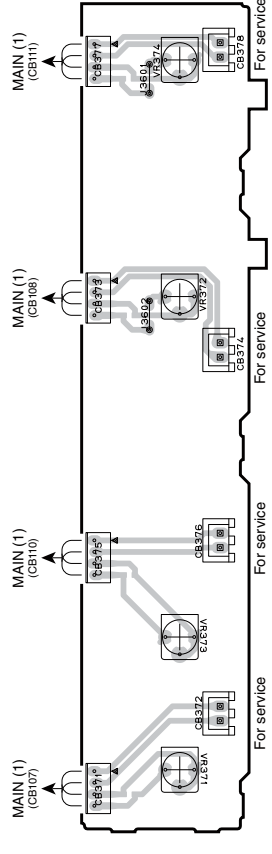 MAIN (1)
(CB107)
MAIN (1)
(CB110)
MAIN (1)
(CB108)
MAIN (1)
(CB111)
CB371
CB375
CB373
CB377
J3602
J3601
VR371
VR373
VR372
VR374
CB372
CB376
CB374
CB378
For service
For service
For service
For service